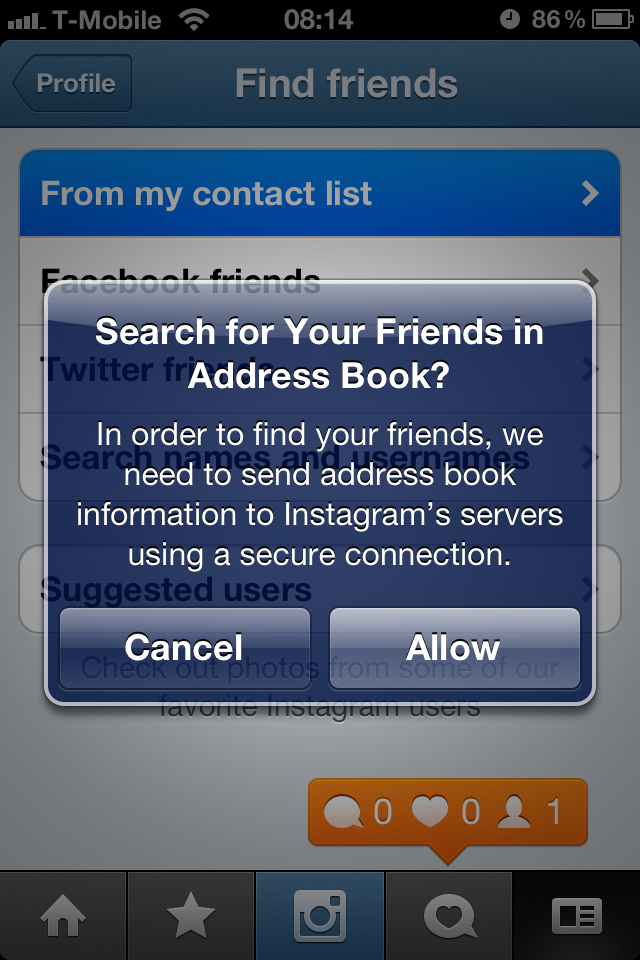 T-Mobile 08:14 86%
Profile
Find friends
From my contact list
Facebook friends
Search for Your Friends in
Address Book?
Twitter friends
In order to find your friends, we
need to send address book
information to Instagram's servers
using a secure connection.
Search names and usernames
Suggested users
Cancel Allow
Check out photos from some of our
favorite Instagram users
0 0 1